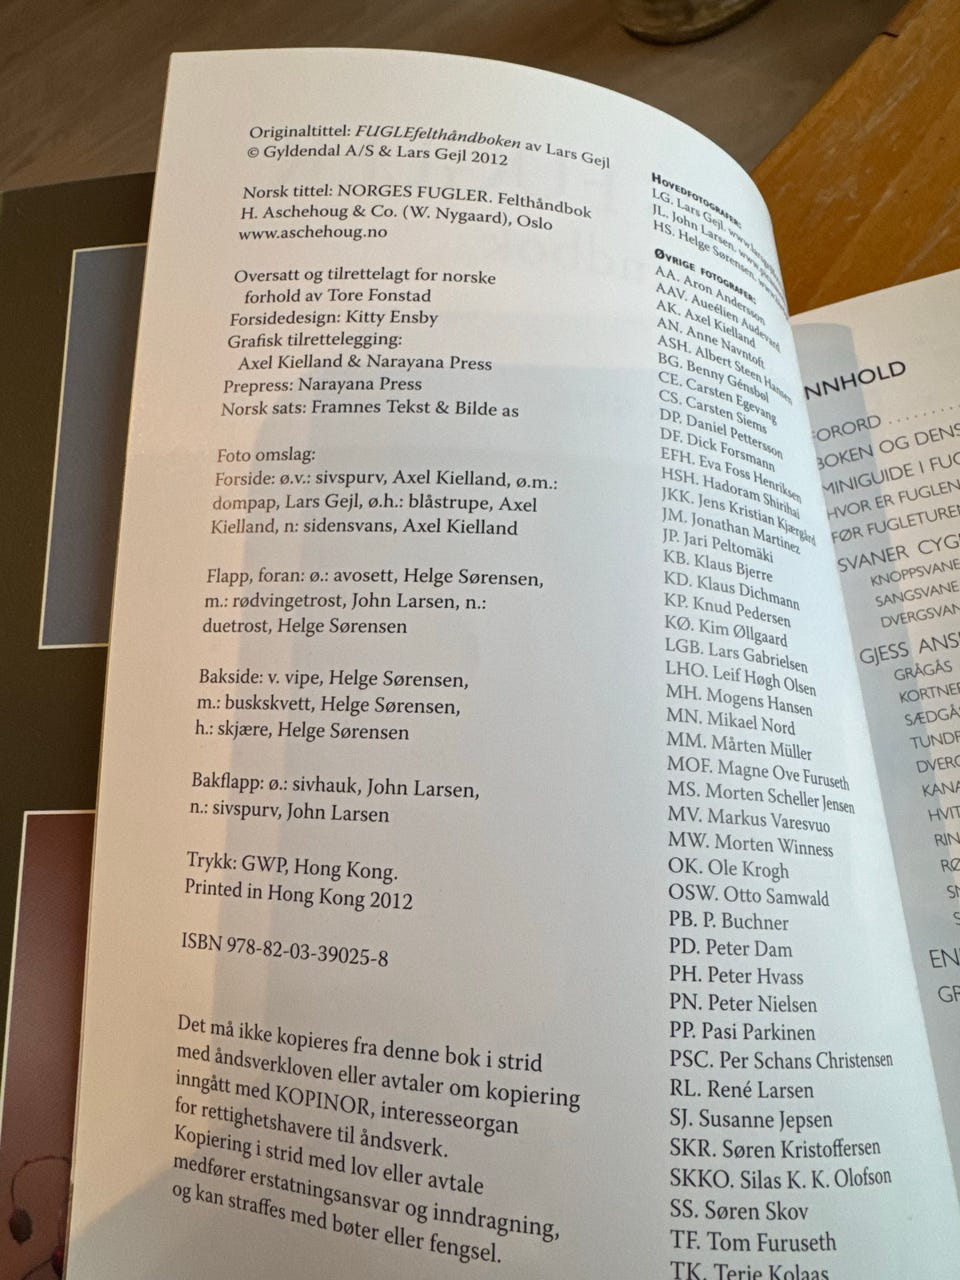 Originaltittel: FUGLEfelthåndboken av Lars Gejl
© Gyldendal A/S & Lars Gejl 2012
Norsk tittel: NORGES FUGLER. Felthåndbok
H. Aschehoug & Co. (W. Nygaard), Oslo
www.aschehoug.no
Oversatt og tilrettelagt for norske
forhold av Tore Fonstad
Forsidedesign: Kitty Ensby
Grafisk tilrettelegging:
Axel Kielland & Narayana Press
Prepress: Narayana Press
Norsk sats: Framnes Tekst & Bilde as
Foto omslag:
Forside: ø.v.: sivspurv, Axel Kielland, ø.m.:
dompap, Lars Gejl, ø.h.: blåstrupe, Axel
Kielland, n: sidensvans, Axel Kielland
Flapp, foran: ø.: avosett, Helge Sørensen,
m.: rødvingetrost, John Larsen, n.:
duetrost, Helge Sørensen
Bakside: v. vipe, Helge Sørensen,
m.: buskskvett, Helge Sørensen,
h.: skjære, Helge Sørensen
Bakflapp: ø.: sivhauk, John Larsen,
n.: sivspurv, John Larsen
Trykk: GWP, Hong Kong.
Printed in Hong Kong 2012
ISBN 978-82-03-39025-8
Det må ikke kopieres fra denne bok i strid
med åndsverkloven eller avtaler om kopiering
inngått med KOPINOR, interesseorgan
for rettighetshavere til åndsverk.
Kopiering i strid med lov eller avtale
medfører erstatningsansvar og inndragning,
og kan straffes med bøter eller fengsel.
HOVEDFOTOGRAFER:
LG. Lars Gejl.
JL. John Larsen.
HS. Helge Sørensen.
ØVRIGE FOTOGRAFER:
AA. Aron Andersson
AAV. Aueélien Audevard
AK. Axel Kielland
AN. Anne Navntoft
ASH. Albert Steen Hansen
BG. Benny Génsbøl
CE. Carsten Egevang
CS. Carsten Siems
DP. Daniel Pettersson
DF. Dick Forsmann
EFH. Eva Foss Henriksen
HSH. Hadoram Shirihai
JKK. Jens Kristian Kjærgård
JM. Jonathan Martinez
JP. Jari Peltomäki
KB. Klaus Bjerre
KD. Klaus Dichmann
KP. Knud Pedersen
KØ. Kim Øllgaard
LGB. Lars Gabrielsen
LHO. Leif Høgh Olsen
MH. Mogens Hansen
MN. Mikael Nord
MM. Mårten Müller
MOF. Magne Ove Furuseth
MS. Morten Scheller Jensen
MV. Markus Varesvuo
MW. Morten Winness
OK. Ole Krogh
OSW. Otto Samwald
PB. P. Buchner
PD. Peter Dam
PH. Peter Hvass
PN. Peter Nielsen
PP. Pasi Parkinen
PSC. Per Schans Christensen
RL. René Larsen
SJ. Susanne Jepsen
SKR. Søren Kristoffersen
SKKO. Silas K. K. Olofson
SS. Søren Skov
TF. Tom Furuseth
TK. Terje Kolaas
NNHOLD
ORORD ........
BOKEN OG DENS
MINIGUIDE I FUG
HVOR ER FUGLEN
FØR FUGLETURE
SVANER CYG
KNOPPSVANE
SANGSVANE
DVERGSVAN
GJESS ANS
GRÅGÅS
KORTNE
SÆDGÅ
TUNDR
DVERG
KANA
HVIT
RIN
RØ
SN
S
EN
GR